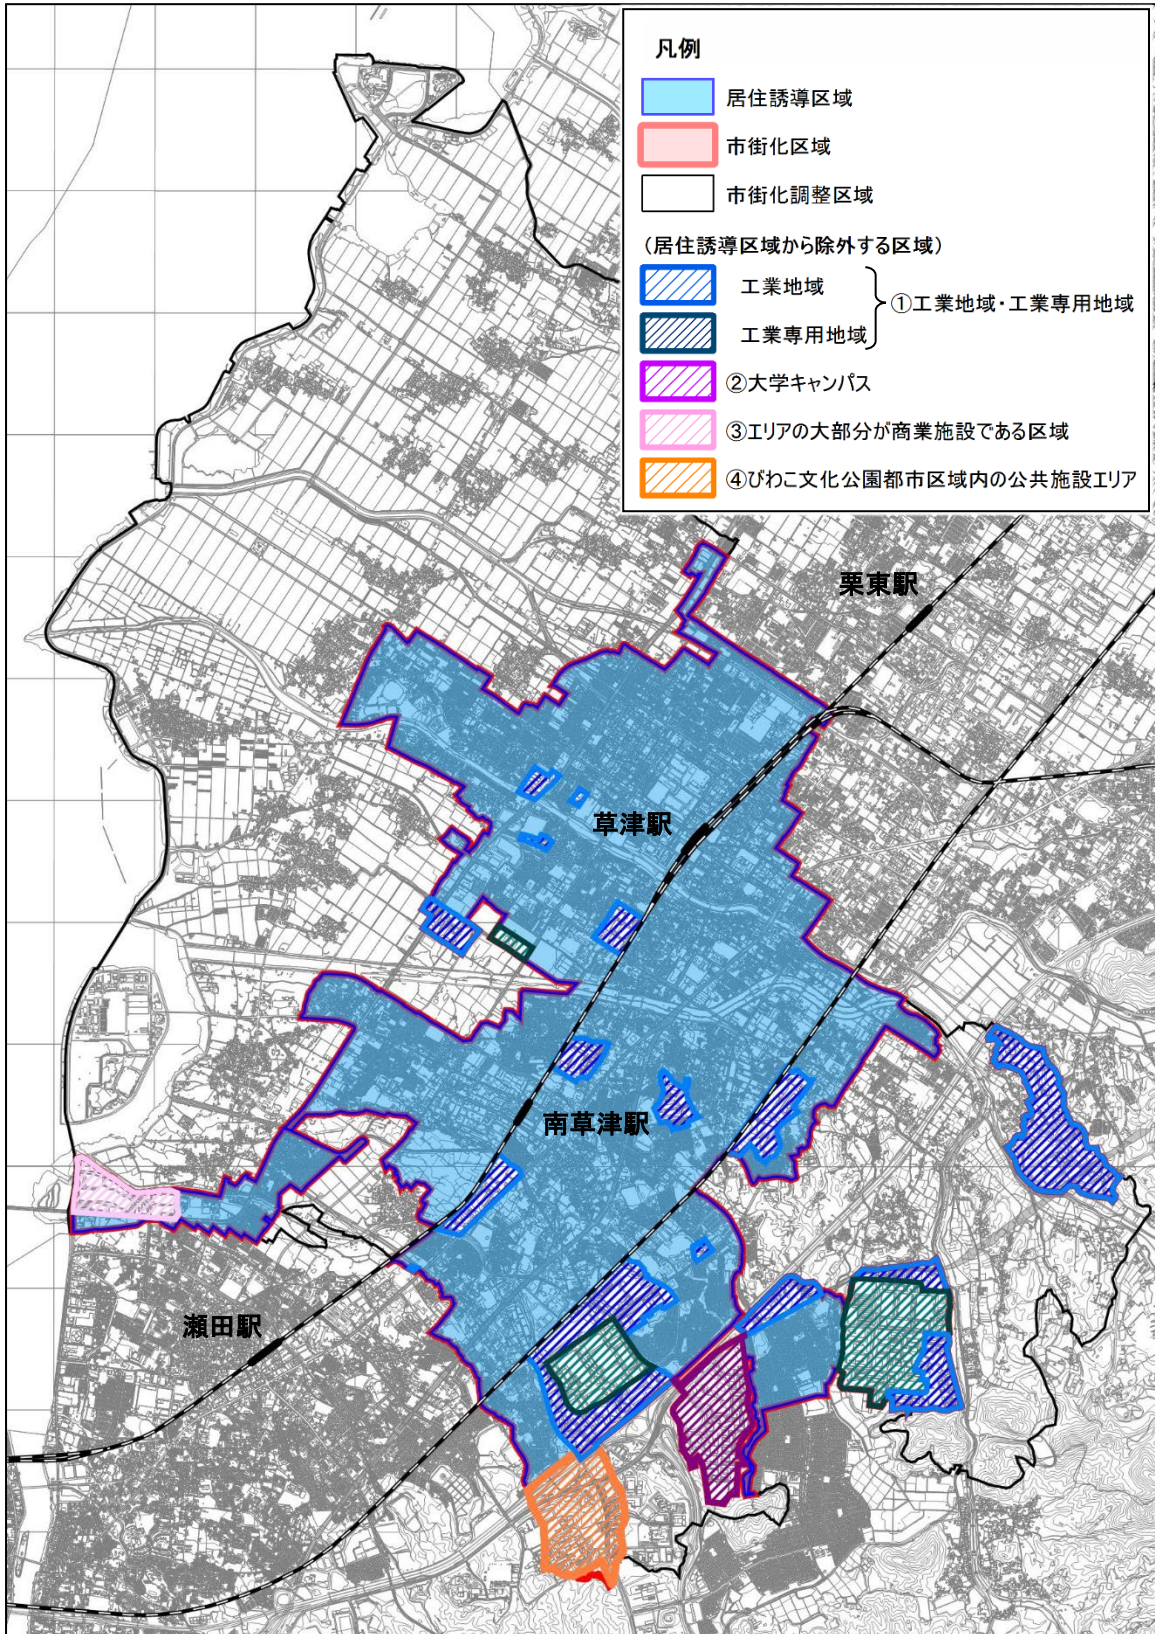 凡例
居住誘導区域
市街化区域
市街化調整区域
（居住誘導区域から除外する区域）
工業地域
①工業地域・工業専用地域
工業専用地域
②大学キャンパス
③エリアの大部分が商業施設である区域
④びわこ文化公園都市区域内の公共施設エリア
栗東駅
草津駅
南草津駅
瀬田駅